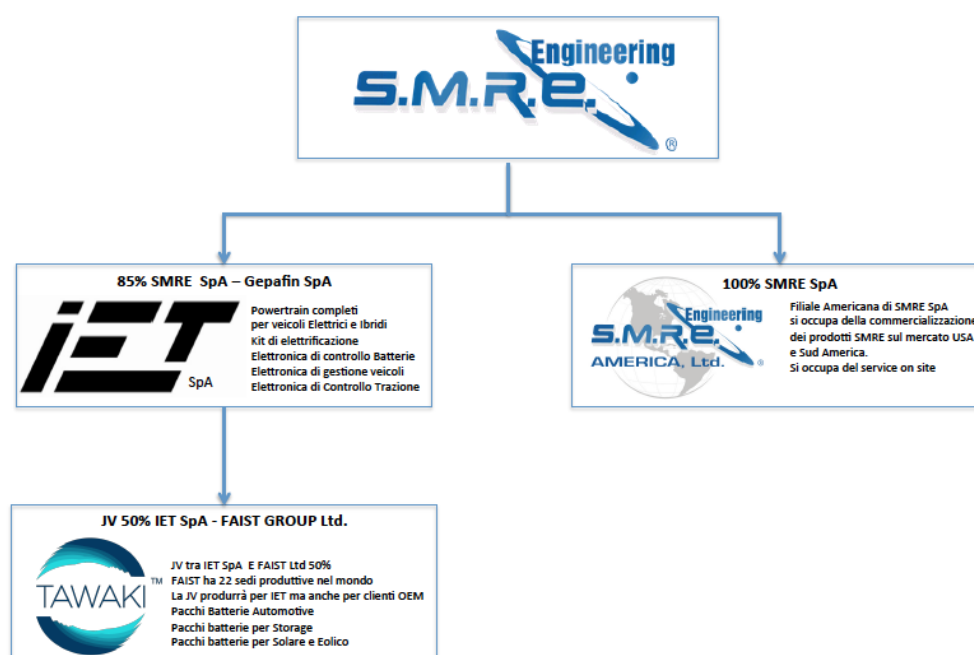 Engineering
S.M.R.e.
®
85% SMRE SpA – Gepafin SpA
iET
SpA
Powertrain completi
per veicoli Elettrici e Ibridi
Kit di elettrificazione
Elettronica di controllo Batterie
Elettronica di gestione veicoli
Elettronica di Controllo Trazione
100% SMRE SpA
Engineering
S.M.R.e.
®
AMERICA, Ltd.
Filiale Americana di SMRE SpA
si occupa della commercializzazione
dei prodotti SMRE sul mercato USA
e Sud America.
Si occupa del service on site
JV 50% IET SpA - FAIST GROUP Ltd.
TAWAKI™
JV tra IET SpA E FAIST Ltd 50%
FAIST ha 22 sedi produttive nel mondo
La JV produrrà per IET ma anche per clienti OEM
Pacchi Batterie Automotive
Pacchi batterie per Storage
Pacchi batterie per Solare e Eolico